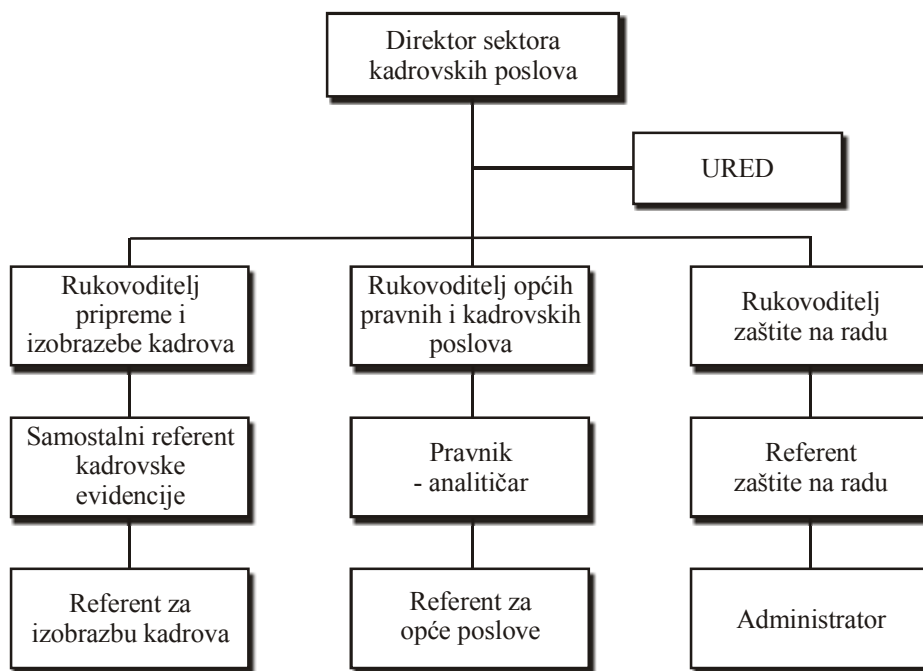 Direktor sektora
kadrovskih poslova
URED
Rukovoditelj
pripreme i
izobrazebe kadrova
Rukovoditelj općih
pravnih i kadrovskih
poslova
Rukovoditelj
zaštite na radu
Samostalni referent
kadrovske
evidencije
Pravnik
- analitičar
Referent
zaštite na radu
Referent za
izobrazbu kadrova
Referent za
opće poslove
Administrator